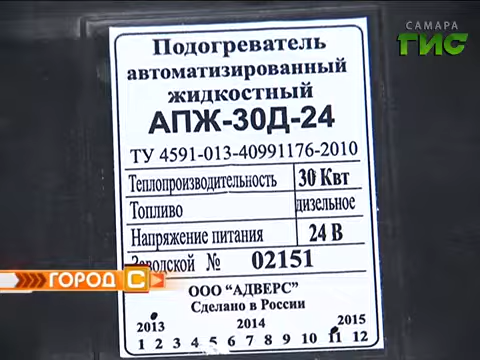 САМАРА
ГИС
Подогреватель
автоматизированный
жидкостный
АПЖ-30Д-24
ТУ 4591-013-40991176-2010
Теплопроизводительность 30 Квт
Топливо дизельное
Напряжение питания 24 В
Заводской № 02151
ООО "АДВЕРС"
Сделано в России
2013 2014 2015
1 2 3 4 5 6 7 8 9 10 11 12
ГОРОД С